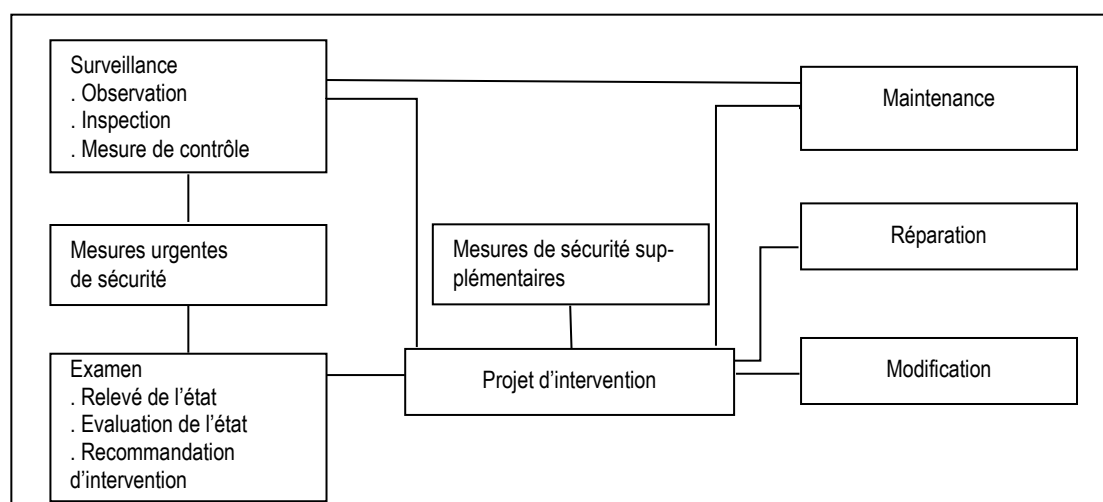 Surveillance
. Observation
. Inspection
. Mesure de contrôle
Maintenance
Mesures urgentes
de sécurité
Mesures de sécurité sup-
plémentaires
Réparation
Examen
. Relevé de l’état
. Evaluation de l’état
. Recommandation
d’intervention
Projet d’intervention
Modification